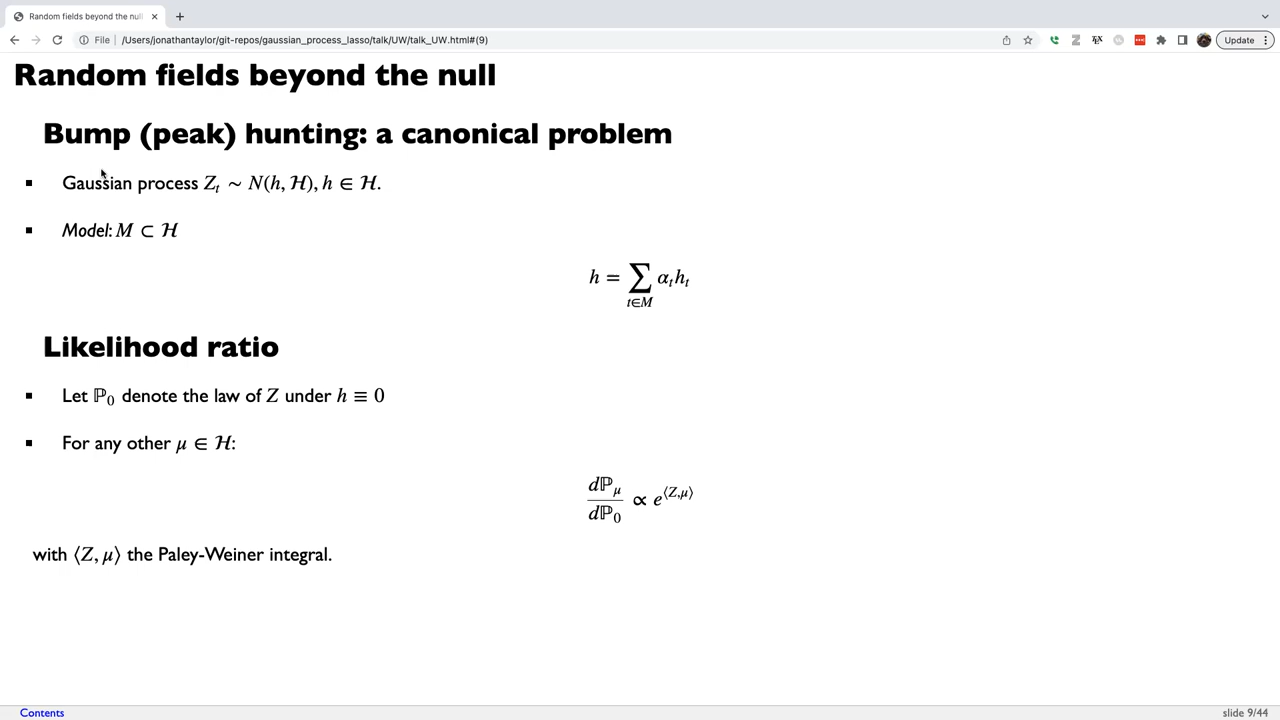 Random fields beyond the nul
File | /Users/jonathantaylor/git-repos/gaussian_process_lasso/talk/UW/talk_UW.html#(9)
Update
Random fields beyond the null
Bump (peak) hunting: a canonical problem
▪ Gaussian process Z_t ∼ N(h, ℋ), h ∈ ℋ.
▪ Model: M ⊂ ℋ
h = ∑_{t∈M} α_t h_t
Likelihood ratio
▪ Let ℙ_0 denote the law of Z under h ≡ 0
▪ For any other μ ∈ ℋ:
dℙ_μ / dℙ_0 ∝ e^{⟨Z,μ⟩}
with ⟨Z, μ⟩ the Paley-Weiner integral.
Contents
slide 9/44